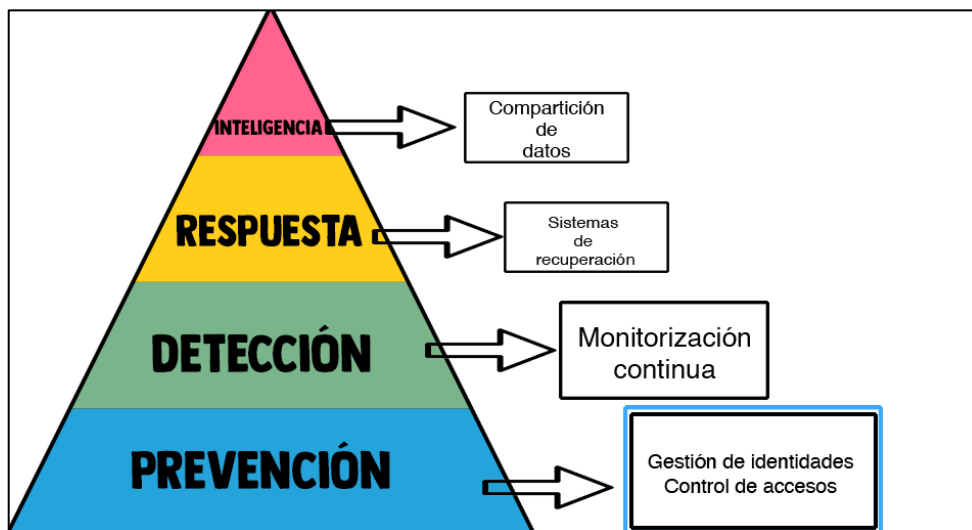 INTELIGENCIA
Compartición
de
datos
RESPUESTA
Sistemas
de
recuperación
DETECCIÓN
Monitorización
continua
PREVENCIÓN
Gestión de identidades
Control de accesos